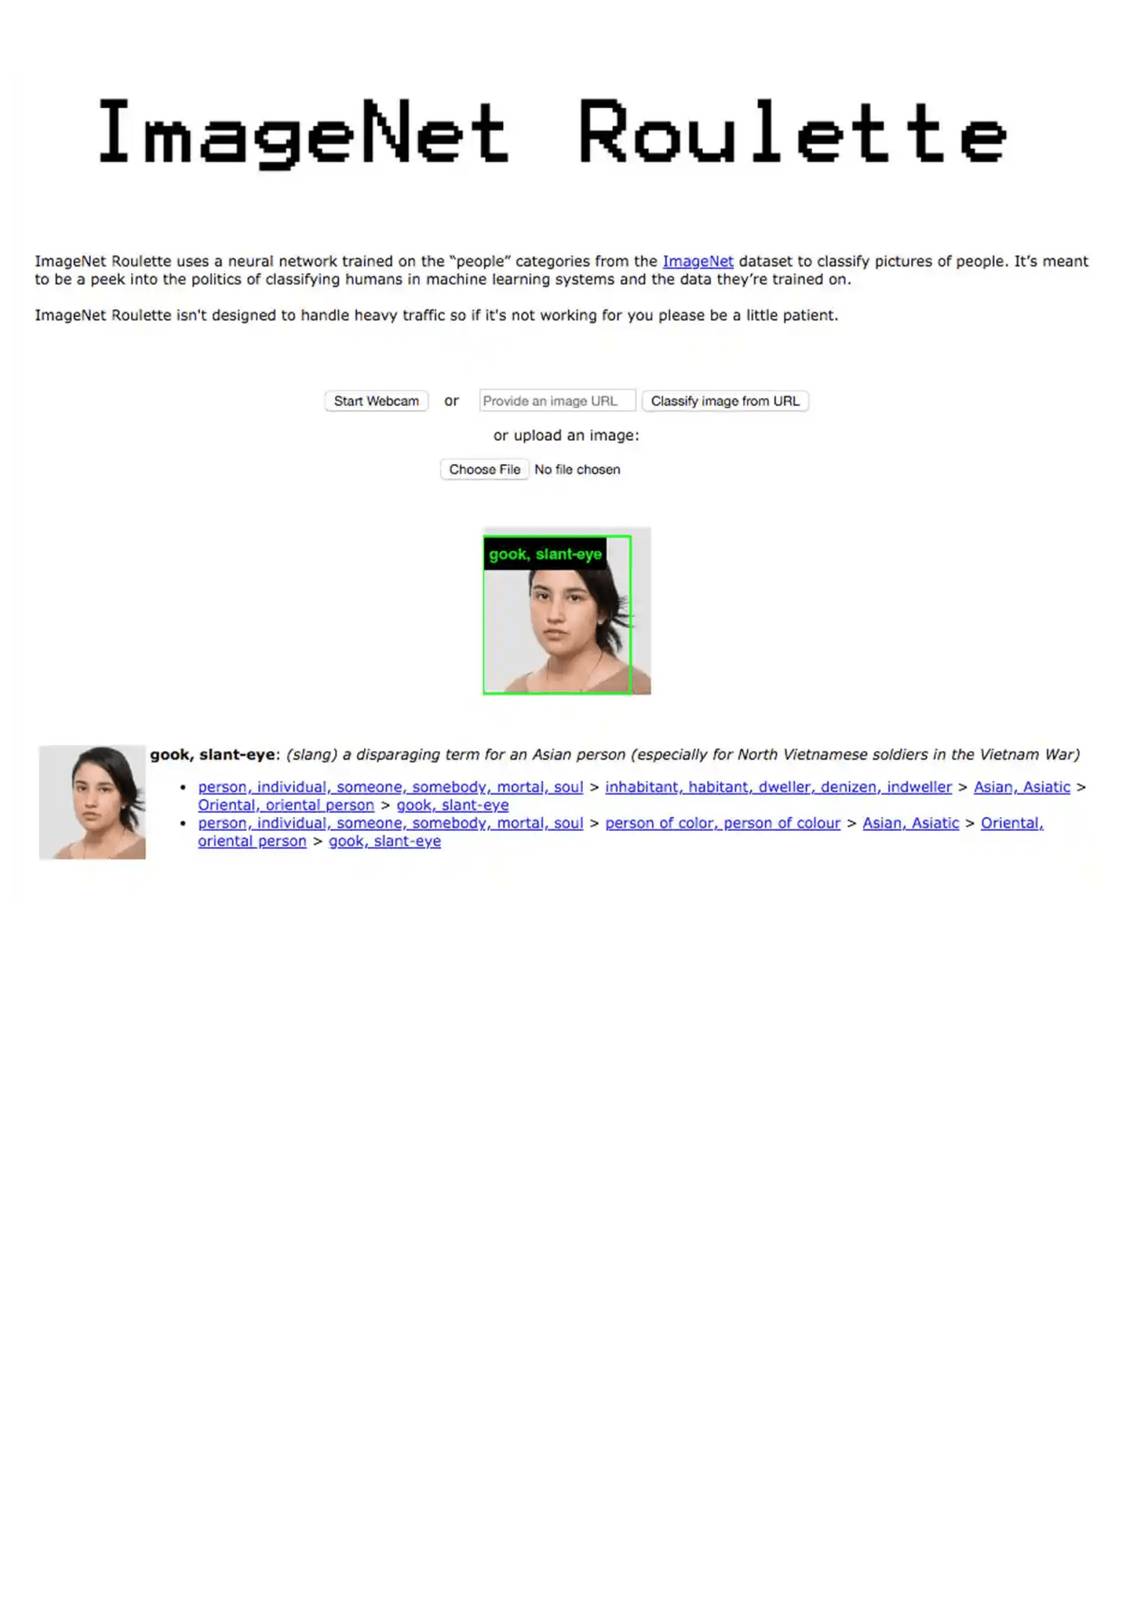 ImageNet Roulette
ImageNet Roulette uses a neural network trained on the “people” categories from the ImageNet dataset to classify pictures of people. It’s meant
to be a peek into the politics of classifying humans in machine learning systems and the data they’re trained on.
ImageNet Roulette isn't designed to handle heavy traffic so if it's not working for you please be a little patient.
Start Webcam or Provide an image URL Classify image from URL
or upload an image:
Choose File No file chosen
gook, slant-eye
gook, slant-eye: (slang) a disparaging term for an Asian person (especially for North Vietnamese soldiers in the Vietnam War)
• person, individual, someone, somebody, mortal, soul > inhabitant, habitant, dweller, denizen, indweller > Asian, Asiatic >
Oriental, oriental person > gook, slant-eye
• person, individual, someone, somebody, mortal, soul > person of color, person of colour > Asian, Asiatic > Oriental,
oriental person > gook, slant-eye